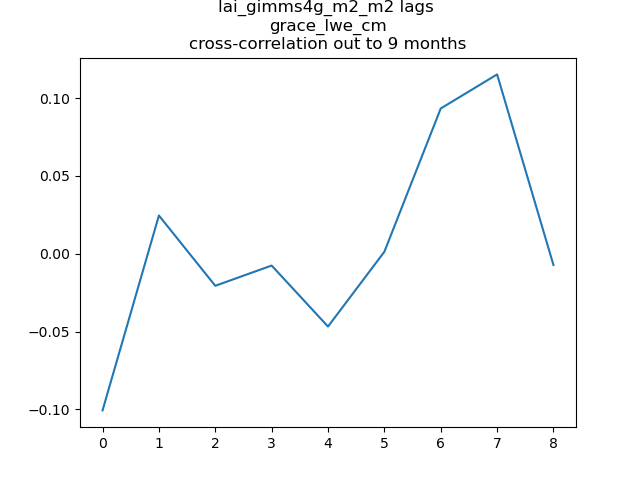 lai_gimms4g_m2_m2 lags
grace_lwe_cm
cross-correlation out to 9 months
0.10
0.05
0.00
−0.05
−0.10
0 1 2 3 4 5 6 7 8